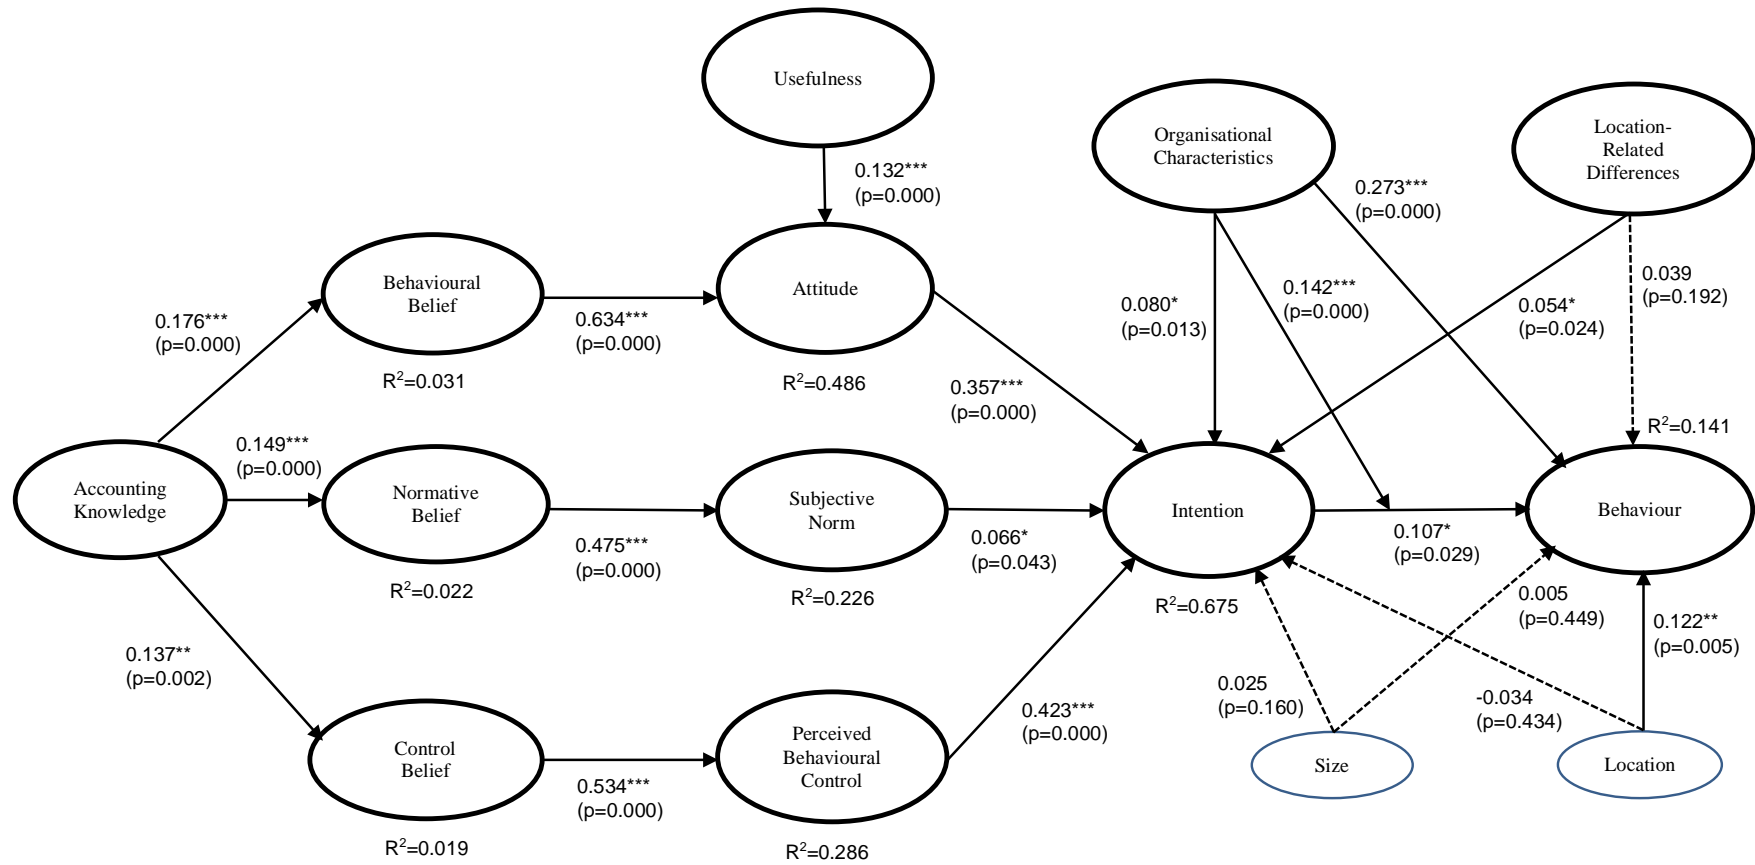 Usefulness
Organisational
Characteristics
Location-
Related
Differences
0.132***
(p=0.000)
0.273***
(p=0.000)
Behavioural
Belief
Attitude
0.176***
(p=0.000)
0.634***
(p=0.000)
0.080*
(p=0.013)
0.142***
(p=0.000)
0.054*
(p=0.024)
0.039
(p=0.192)
R²=0.031
R²=0.486
0.357***
(p=0.000)
R²=0.141
Accounting
Knowledge
0.149***
(p=0.000)
Normative
Belief
Subjective
Norm
Intention
Behaviour
0.475***
(p=0.000)
0.066*
(p=0.043)
0.107*
(p=0.029)
R²=0.022
R²=0.226
R²=0.675
0.005
(p=0.449)
0.122**
(p=0.005)
0.137**
(p=0.002)
Control
Belief
Perceived
Behavioural
Control
0.423***
(p=0.000)
0.025
(p=0.160)
-0.034
(p=0.434)
Size
Location
0.534***
(p=0.000)
R²=0.019
R²=0.286